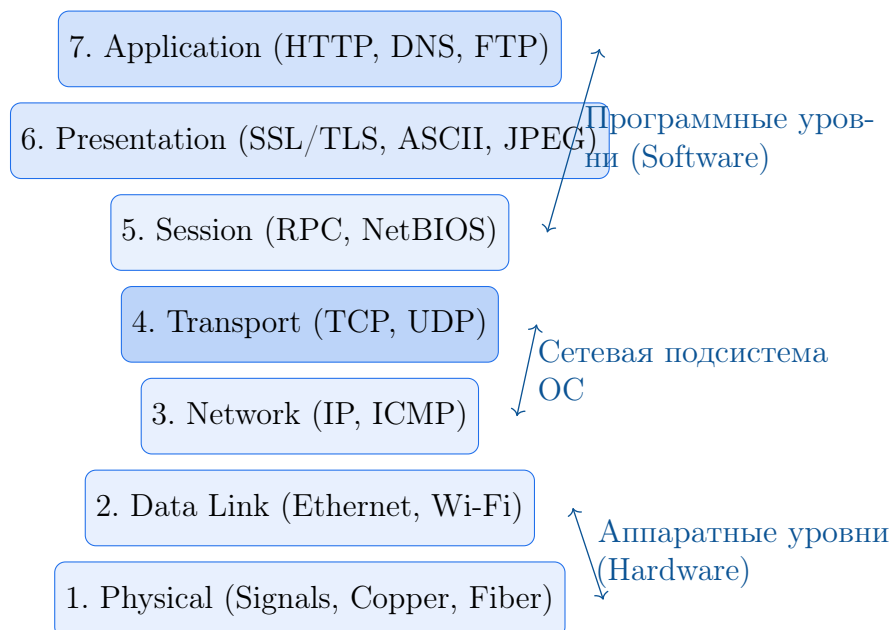 7. Application (HTTP, DNS, FTP)
6. Presentation (SSL/TLS, ASCII, JPEG)
Программные уров-
ни (Software)
5. Session (RPC, NetBIOS)
4. Transport (TCP, UDP)
Сетевая подсистема
ОС
3. Network (IP, ICMP)
2. Data Link (Ethernet, Wi-Fi)
Аппаратные уровни
(Hardware)
1. Physical (Signals, Copper, Fiber)